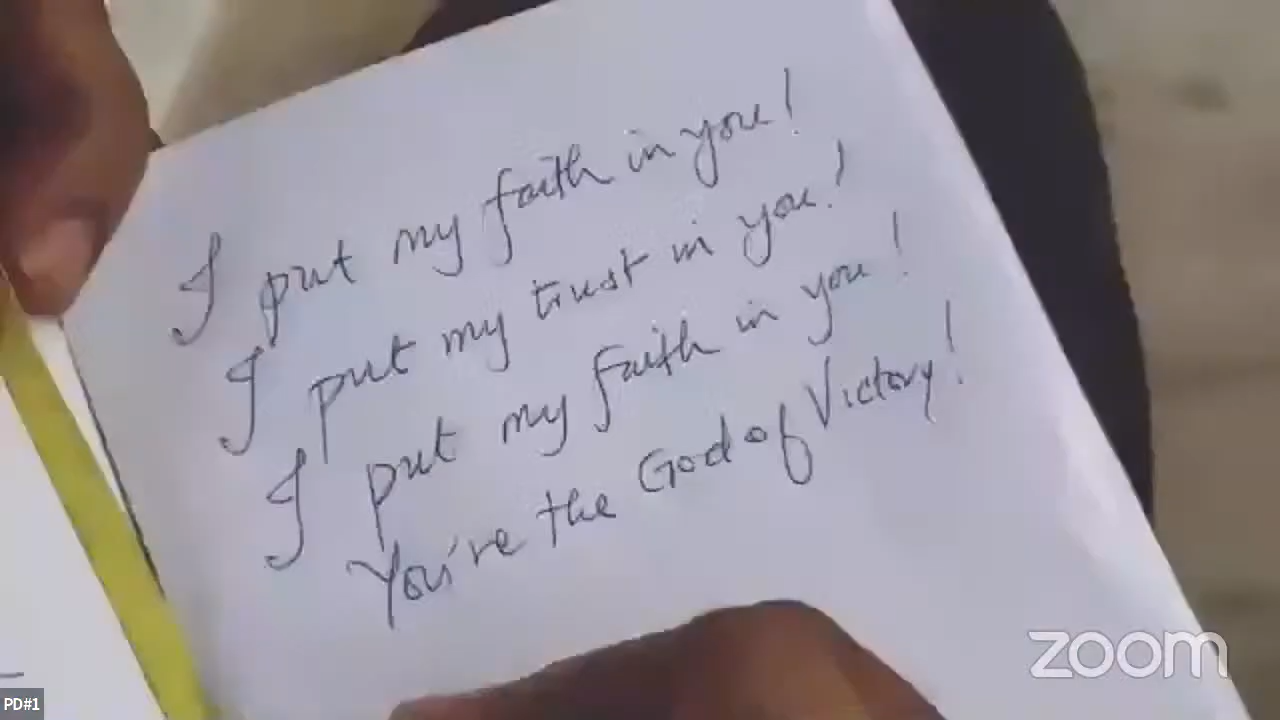 I put my faith in you!
I put my trust in you!
I put my faith in you!
You're the God of Victory!
zoom
PD#1